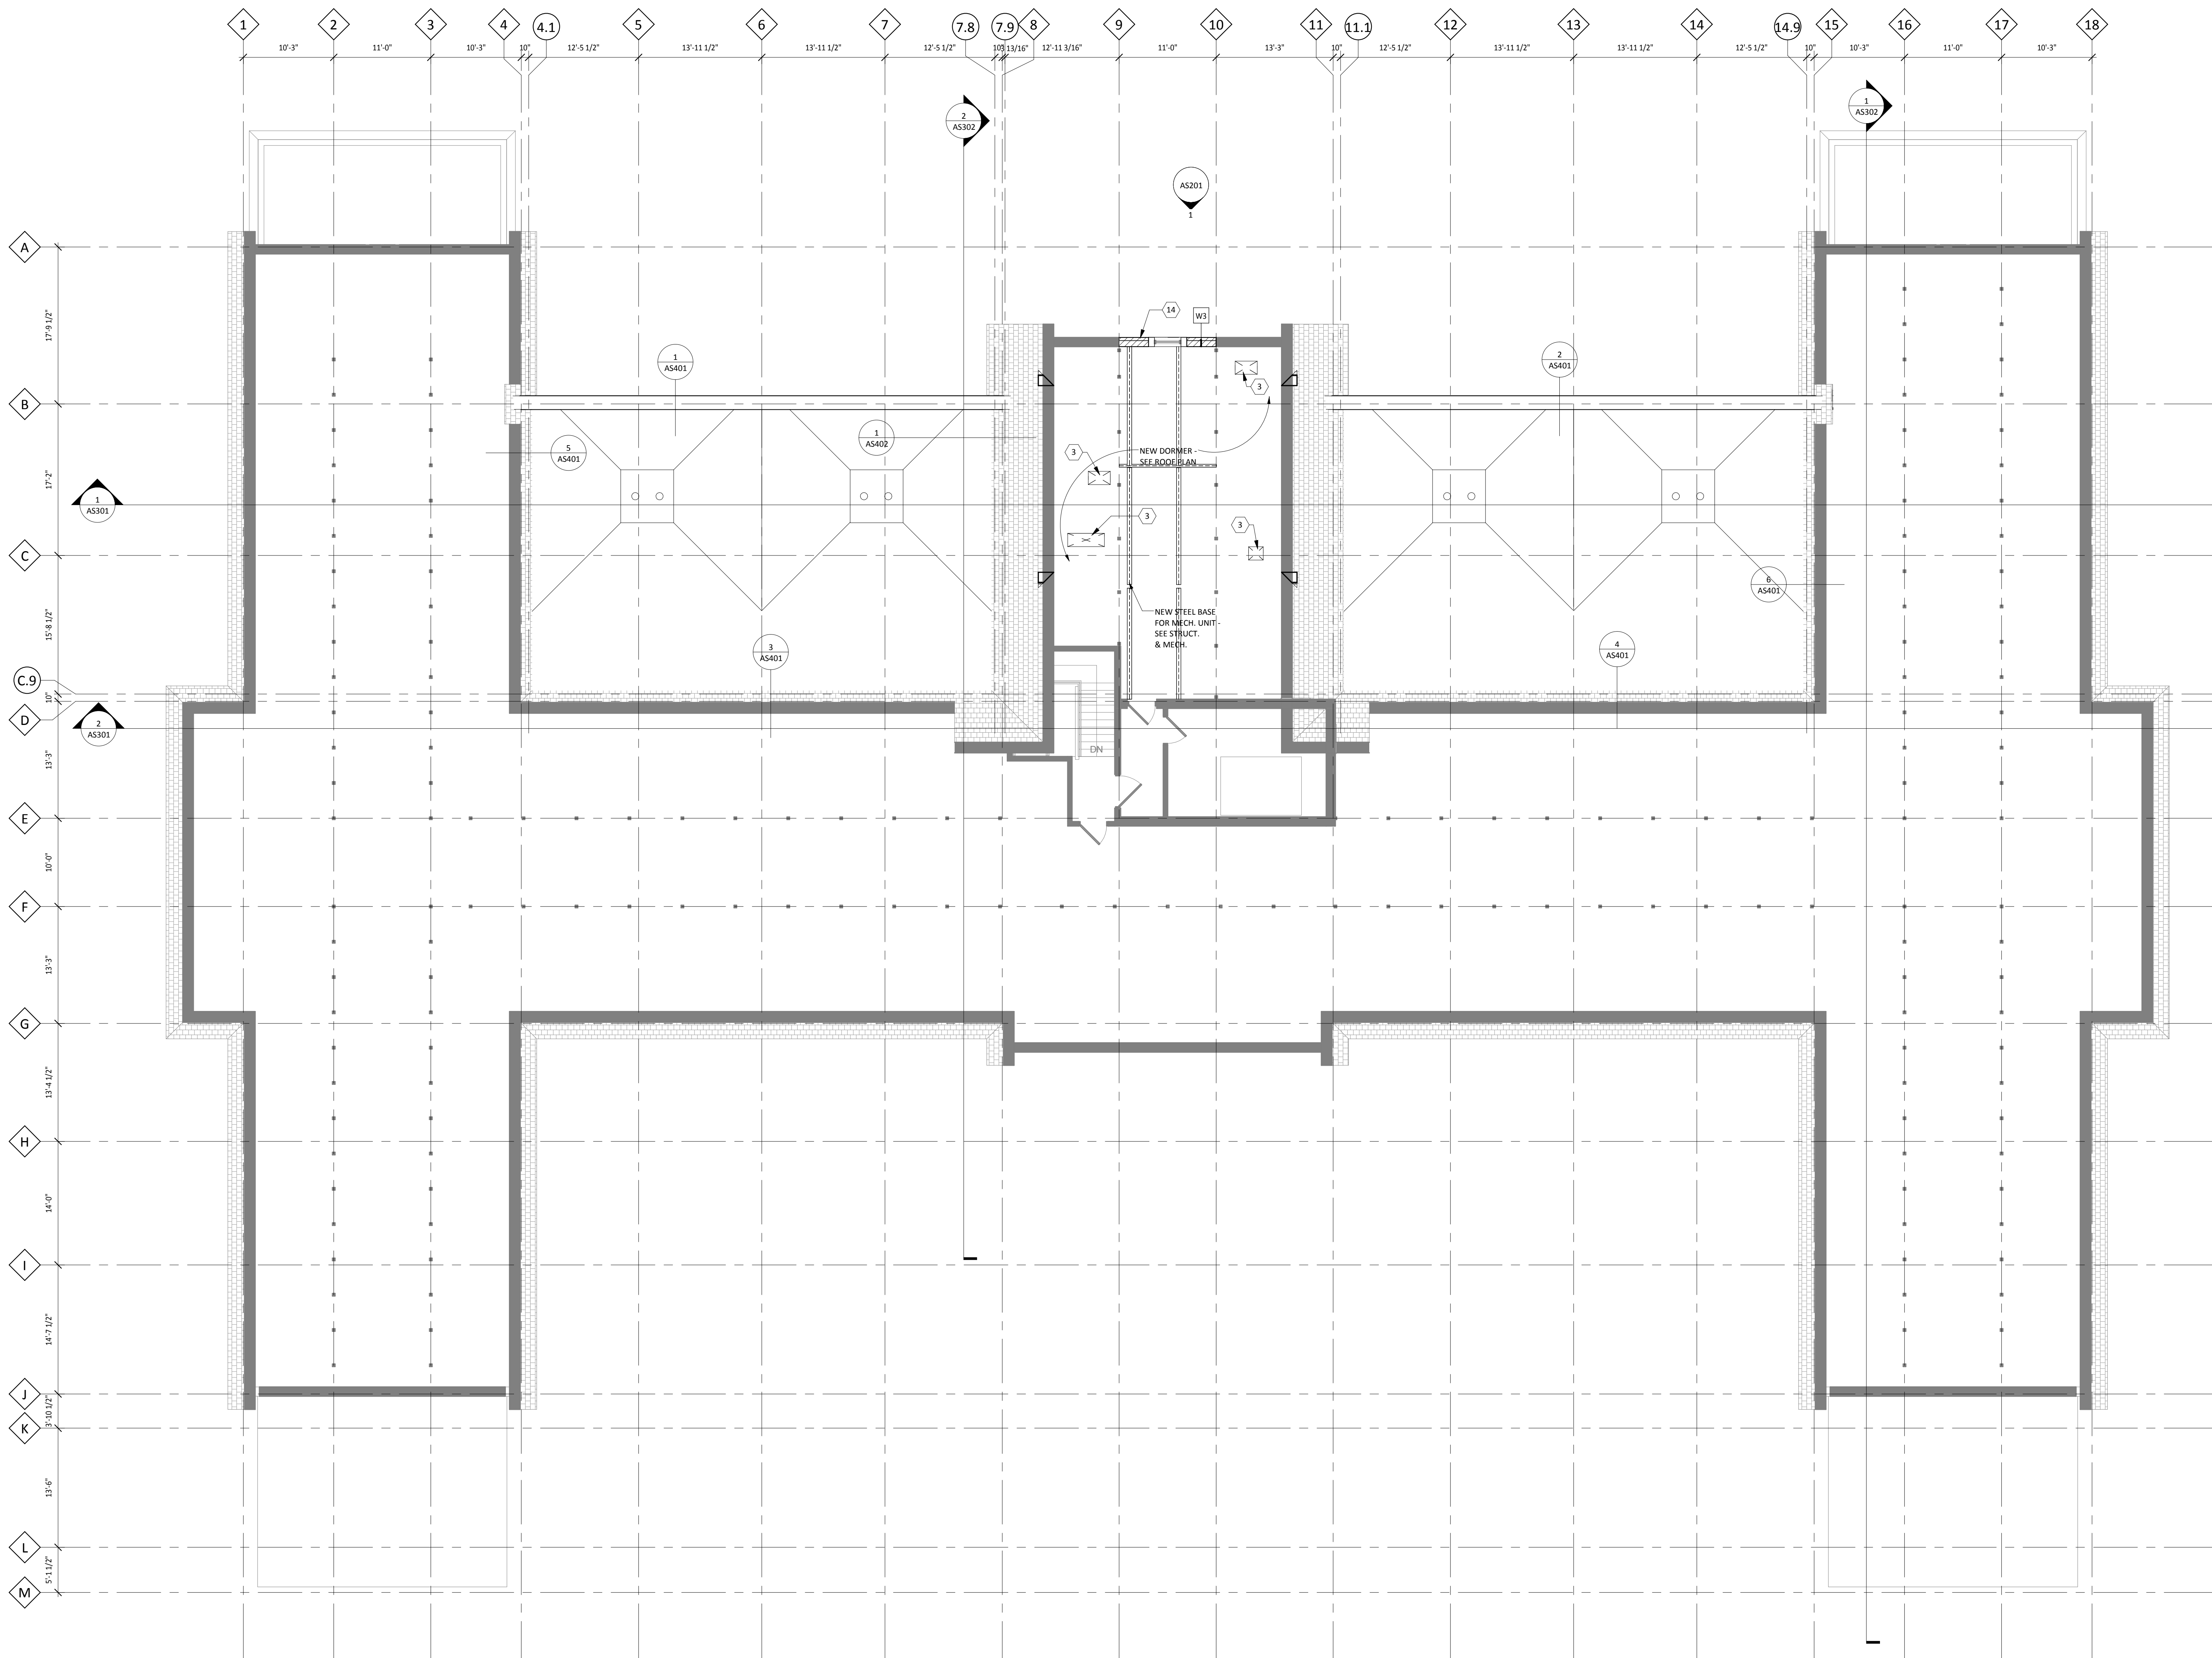 1
2
3
4
4.1
5
6
7
7.8
7.9
8
9
10
11
11.1
12
13
14
14.9
15
16
17
18
10'-3"
11'-0"
10'-3"
10"
12'-5 1/2"
13'-11 1/2"
13'-11 1/2"
12'-5 1/2"
12'-11 3/16"
11'-0"
13'-3"
10"
12'-5 1/2"
13'-11 1/2"
13'-11 1/2"
12'-5 1/2"
10"
10'-3"
11'-0"
10'-3"
2
AS302
1
AS302
AS201
1
A
17'-9 1/2"
14
W3
1
AS401
2
AS401
3
B
1
AS402
5
AS401
NEW DORMER -
SEE ROOF PLAN
3
17'-2"
1
AS301
3
3
C
6
AS401
NEW STEEL BASE
FOR MECH. UNIT -
SEE STRUCT.
& MECH.
15'-8 1/2"
3
AS401
4
AS401
C.9
10"
D
2
AS301
DN
13'-3"
E
10'-0"
F
13'-3"
G
13'-4 1/2"
H
14'-0"
I
14'-7 1/2"
J
3'-10 1/2"
K
13'-6"
L
5'-1 1/2"
M